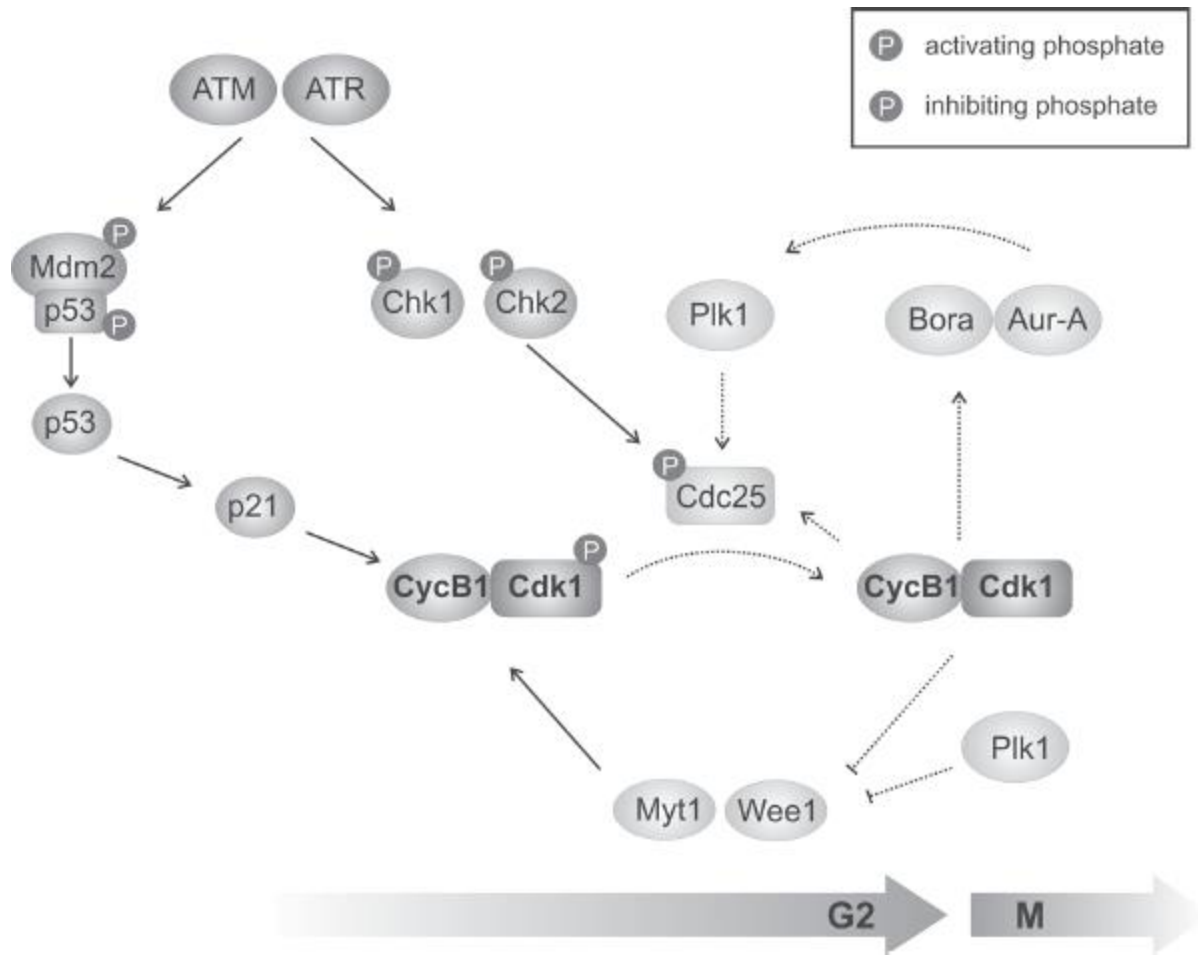 P activating phosphate
P inhibiting phosphate
ATM ATR
P
Mdm2
p53
P
P
Chk1
P
Chk2
Plk1
Bora Aur-A
p53
P
Cdc25
p21
P
CycB1 Cdk1
CycB1 Cdk1
Plk1
Myt1 Wee1
G2 M